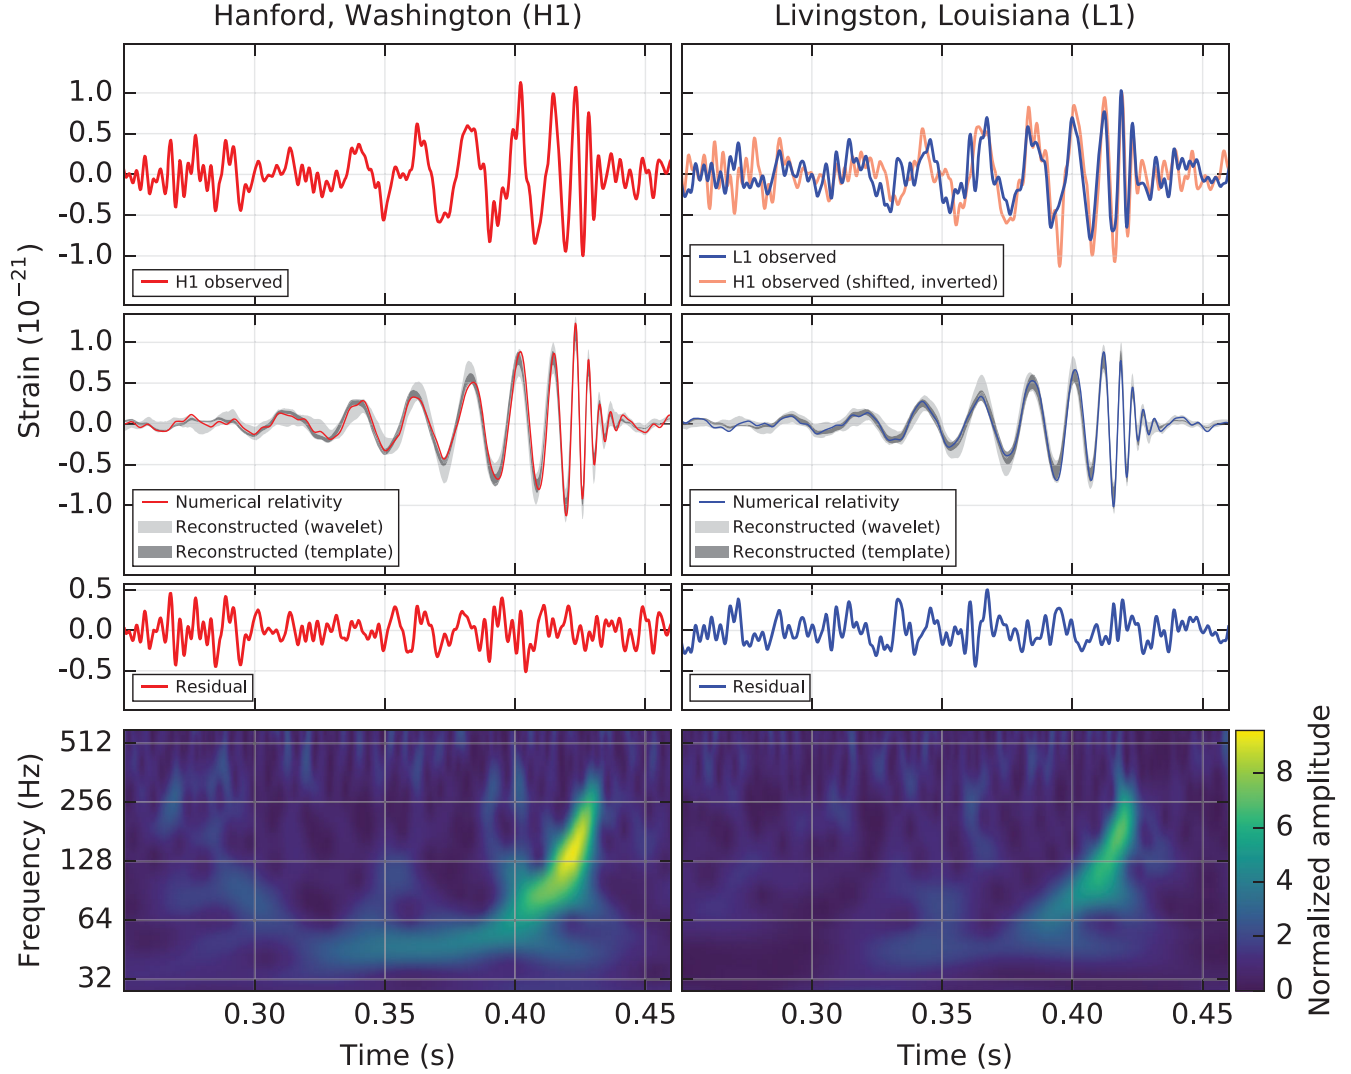 Hanford, Washington (H1)
Livingston, Louisiana (L1)
Strain (10⁻²¹)
1.0
0.5
0.0
-0.5
-1.0
H1 observed
L1 observed
H1 observed (shifted, inverted)
1.0
0.5
0.0
-0.5
-1.0
Numerical relativity
Reconstructed (wavelet)
Reconstructed (template)
Numerical relativity
Reconstructed (wavelet)
Reconstructed (template)
0.5
0.0
-0.5
Residual
Residual
Frequency (Hz)
512
256
128
64
32
Normalized amplitude
8
6
4
2
0
0.30 0.35 0.40 0.45
0.30 0.35 0.40 0.45
Time (s)
Time (s)